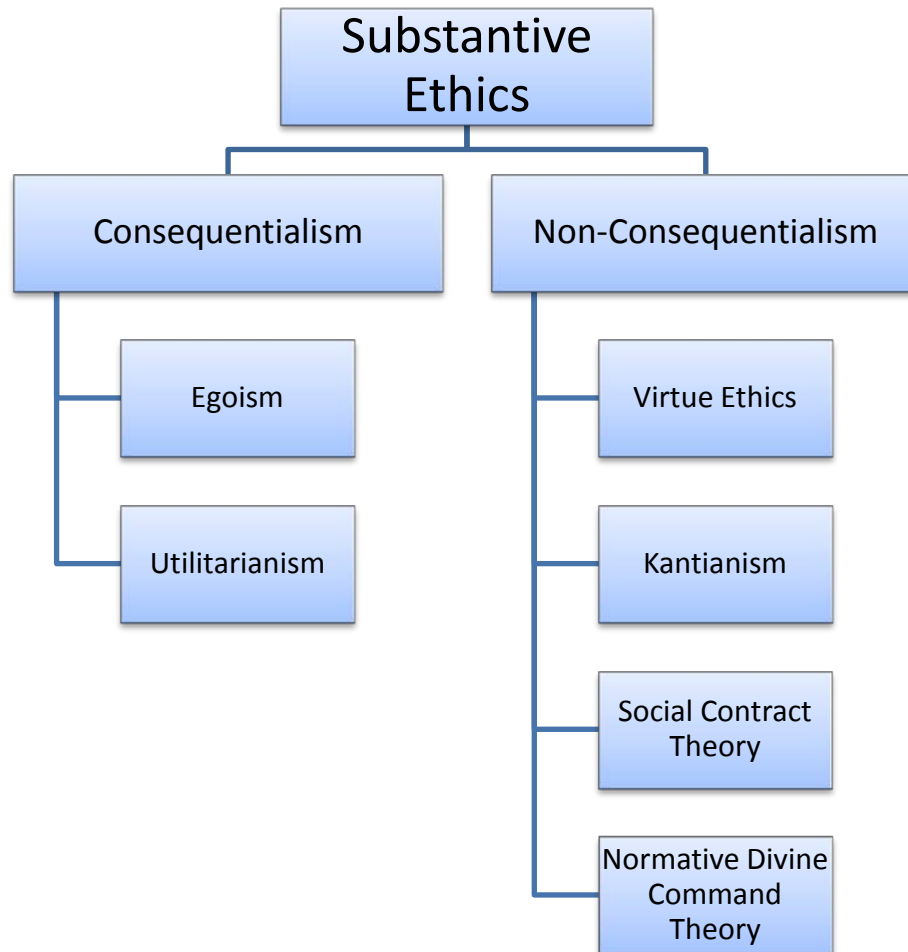 Substantive
Ethics
Consequentialism
Non-Consequentialism
Egoism
Virtue Ethics
Utilitarianism
Kantianism
Social Contract
Theory
Normative Divine
Command
Theory